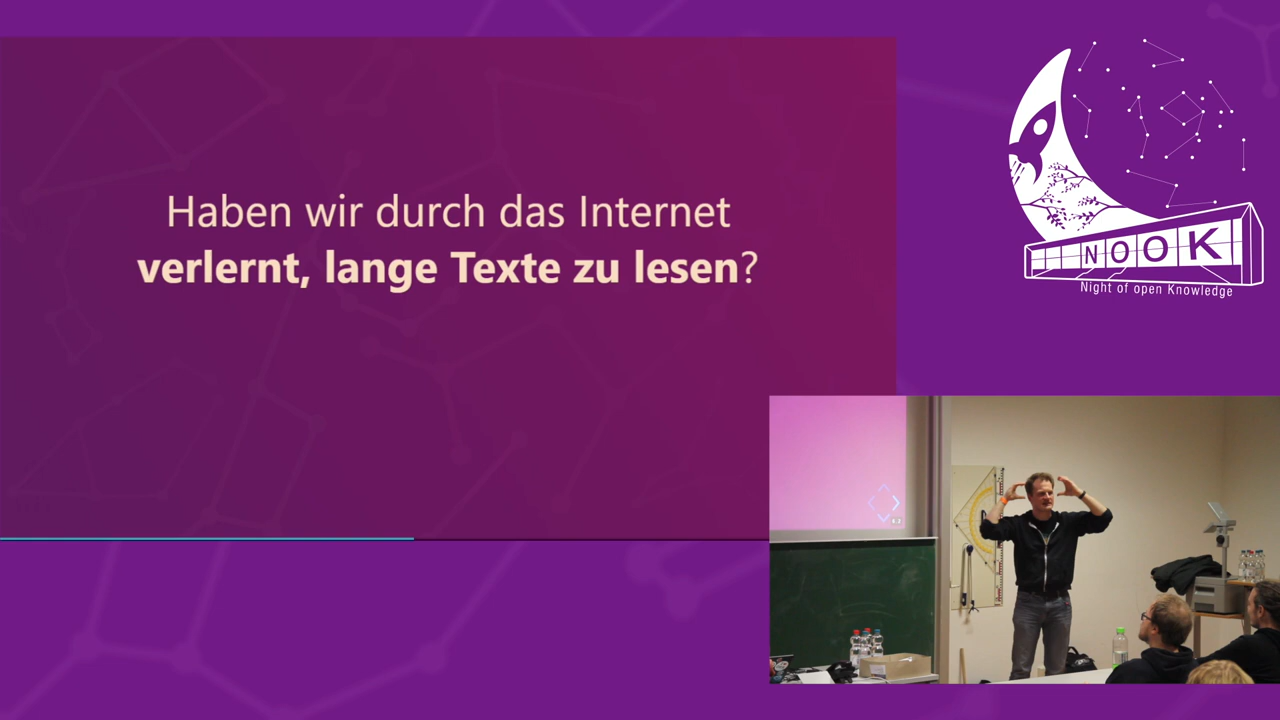 Haben wir durch das Internet
verlernt, lange Texte zu lesen?
NOOK
Night of open Knowledge